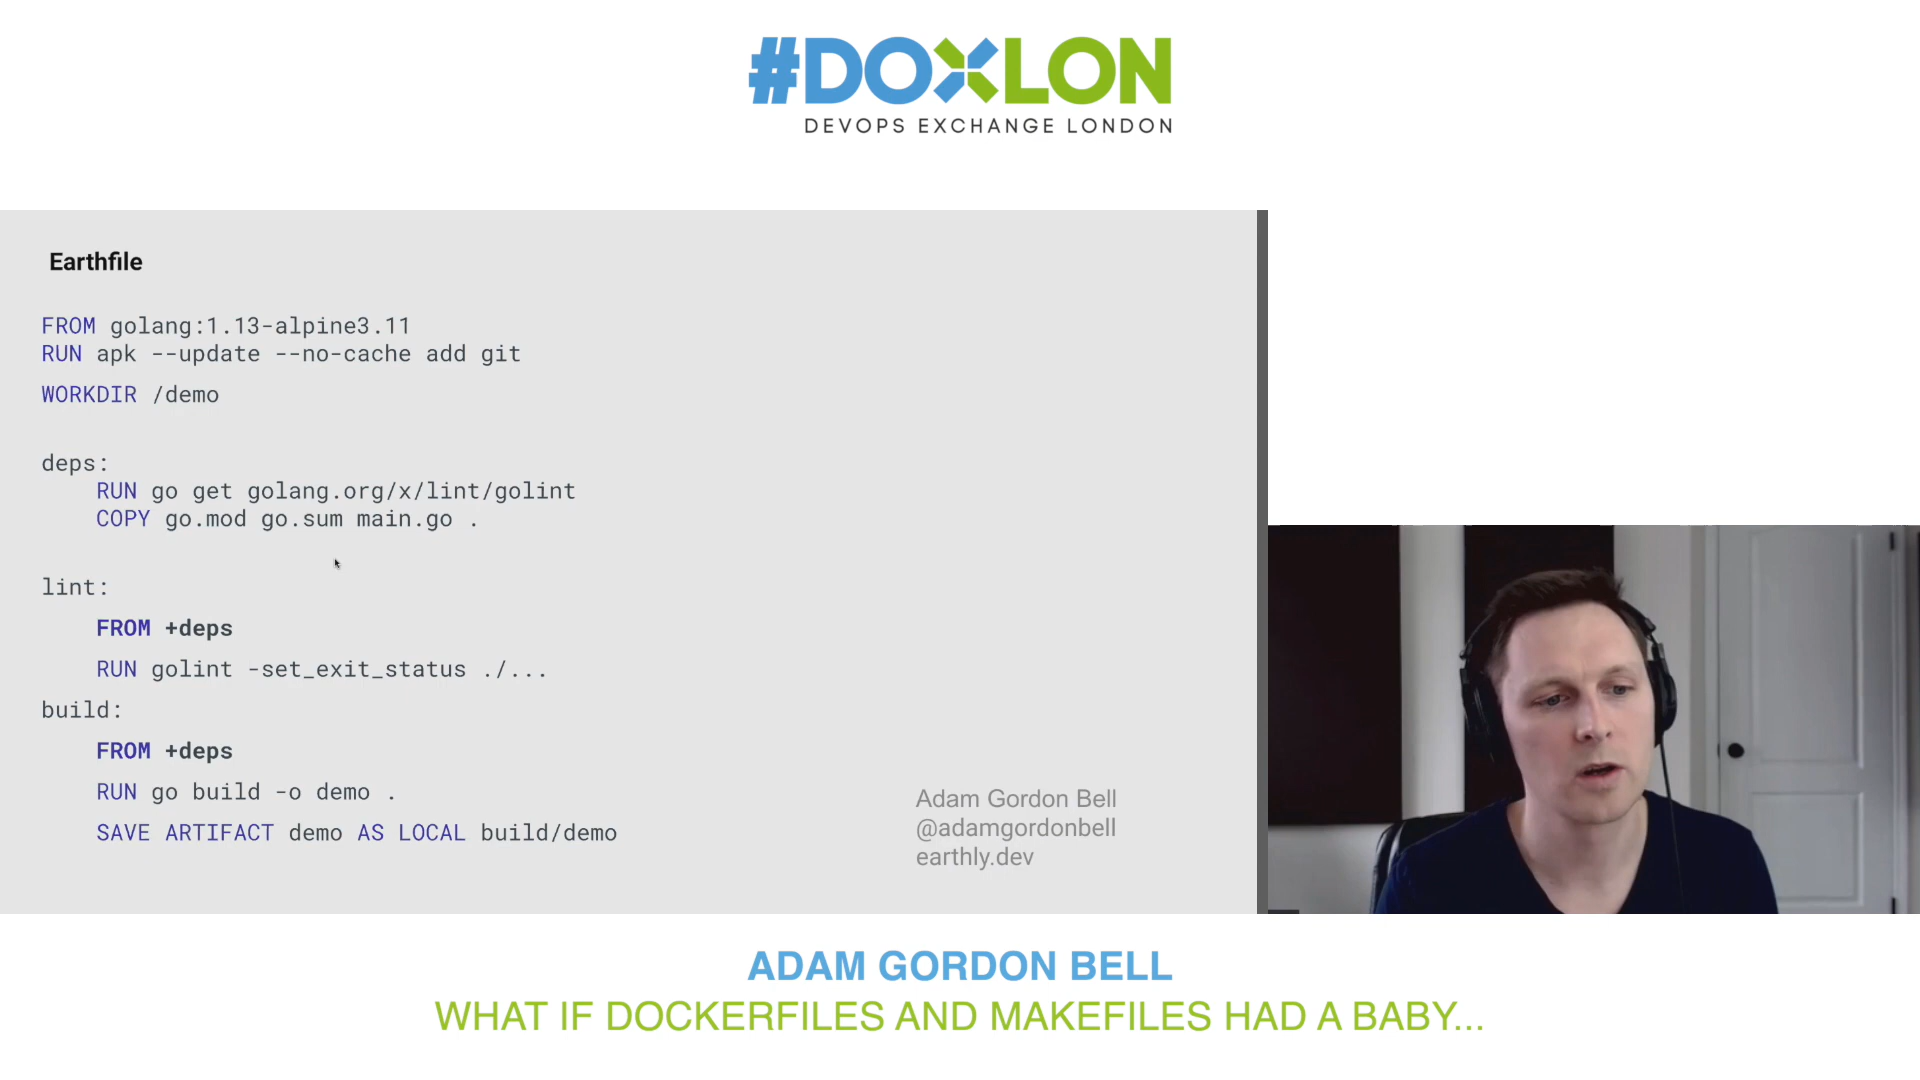 #DOXLON
DEVOPS EXCHANGE LONDON
Earthfile
FROM golang:1.13-alpine3.11
RUN apk --update --no-cache add git
WORKDIR /demo
deps:
RUN go get golang.org/x/lint/golint
COPY go.mod go.sum main.go .
lint:
FROM +deps
RUN golint -set_exit_status ./...
build:
FROM +deps
RUN go build -o demo .
SAVE ARTIFACT demo AS LOCAL build/demo
Adam Gordon Bell
@adamgordonbell
earthly.dev
ADAM GORDON BELL
WHAT IF DOCKERFILES AND MAKEFILES HAD A BABY...